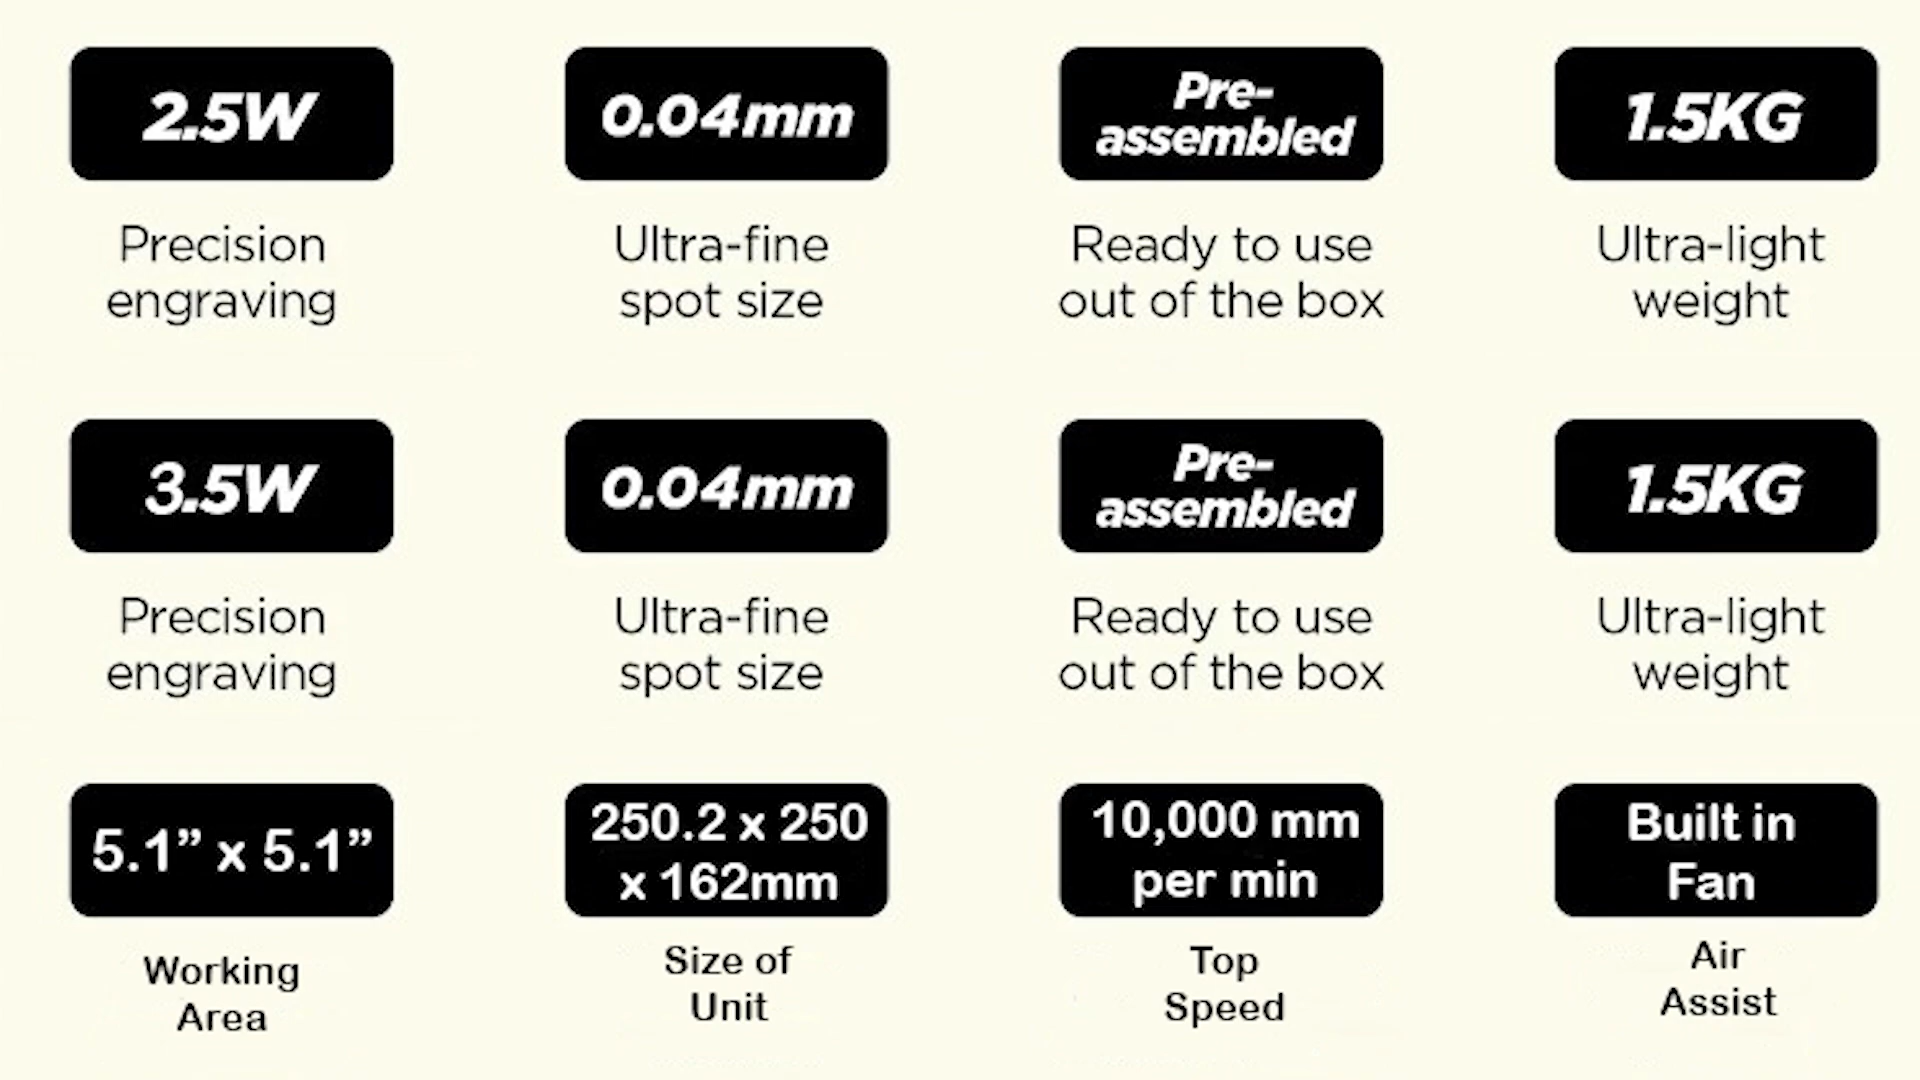 2.5W
Precision
engraving
0.04mm
Ultra-fine
spot size
Pre-
assembled
Ready to use
out of the box
1.5KG
Ultra-light
weight
3.5W
Precision
engraving
0.04mm
Ultra-fine
spot size
Pre-
assembled
Ready to use
out of the box
1.5KG
Ultra-light
weight
5.1” x 5.1”
Working
Area
250.2 x 250
x 162mm
Size of
Unit
10,000 mm
per min
Top
Speed
Built in
Fan
Air
Assist